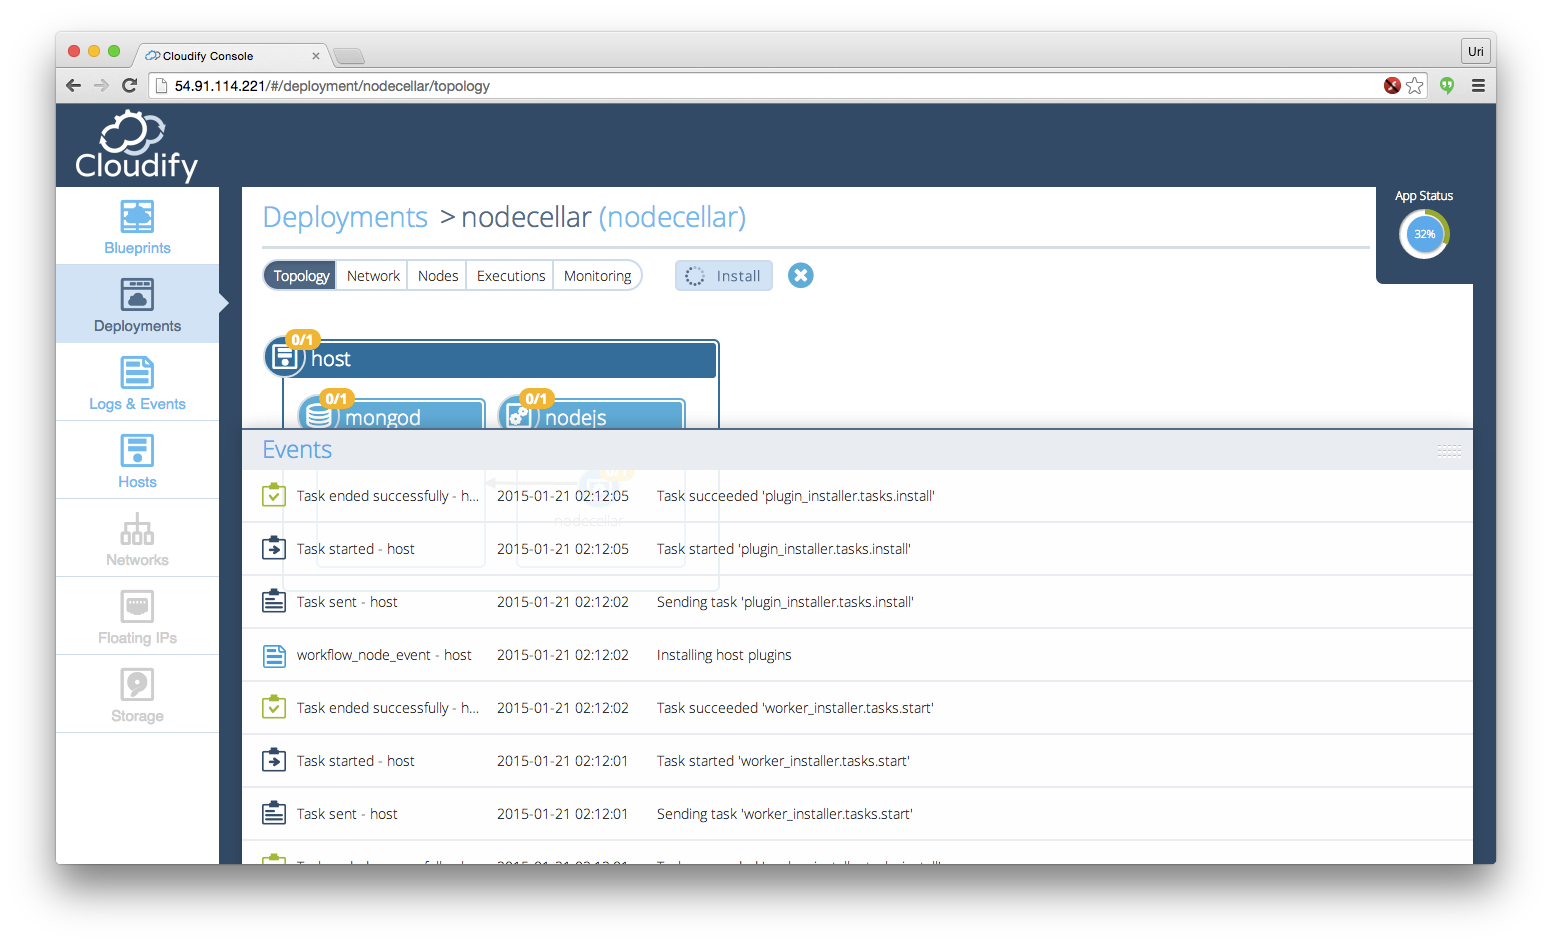 Cloudify Console
Uri
54.91.114.221/#/deployment/nodecellar/topology
Cloudify
App Status
32%
Blueprints
Deployments
Logs & Events
Hosts
Networks
Floating IPs
Storage
Deployments > nodecellar (nodecellar)
Topology Network Nodes Executions Monitoring Install
0/1
host
0/1 0/1
mongod nodejs
Events
nodecellar
Task ended successfully - h... 2015-01-21 02:12:05 Task succeeded 'plugin_installer.tasks.install'
Task started - host 2015-01-21 02:12:05 Task started 'plugin_installer.tasks.install'
Task sent - host 2015-01-21 02:12:02 Sending task 'plugin_installer.tasks.install'
workflow_node_event - host 2015-01-21 02:12:02 Installing host plugins
Task ended successfully - h... 2015-01-21 02:12:02 Task succeeded 'worker_installer.tasks.start'
Task started - host 2015-01-21 02:12:01 Task started 'worker_installer.tasks.start'
Task sent - host 2015-01-21 02:12:01 Sending task 'worker_installer.tasks.start'